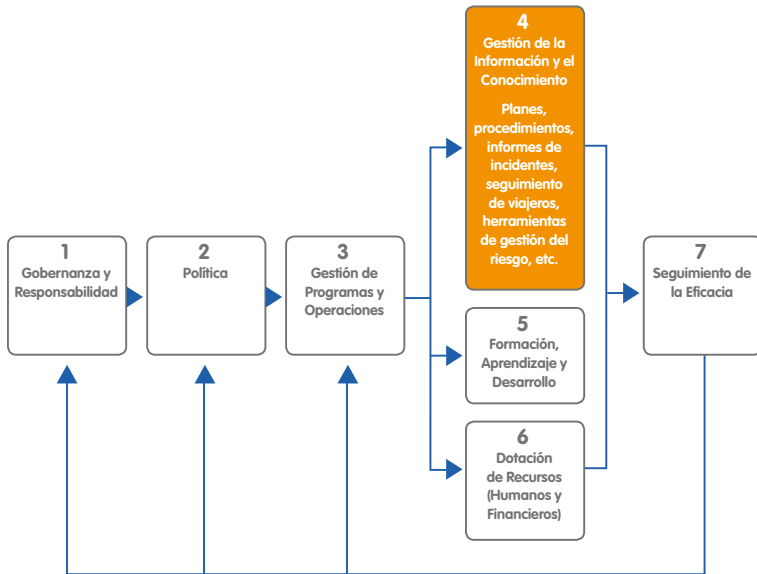 1
Gobernanza y
Responsabilidad
2
Política
3
Gestión de
Programas y
Operaciones
4
Gestión de la
Información y el
Conocimiento
Planes,
procedimientos,
informes de
incidentes,
seguimiento
de viajeros,
herramientas
de gestión del
riesgo, etc.
5
Formación,
Aprendizaje y
Desarrollo
6
Dotación
de Recursos
(Humanos y
Financieros)
7
Seguimiento de
la Eficacia